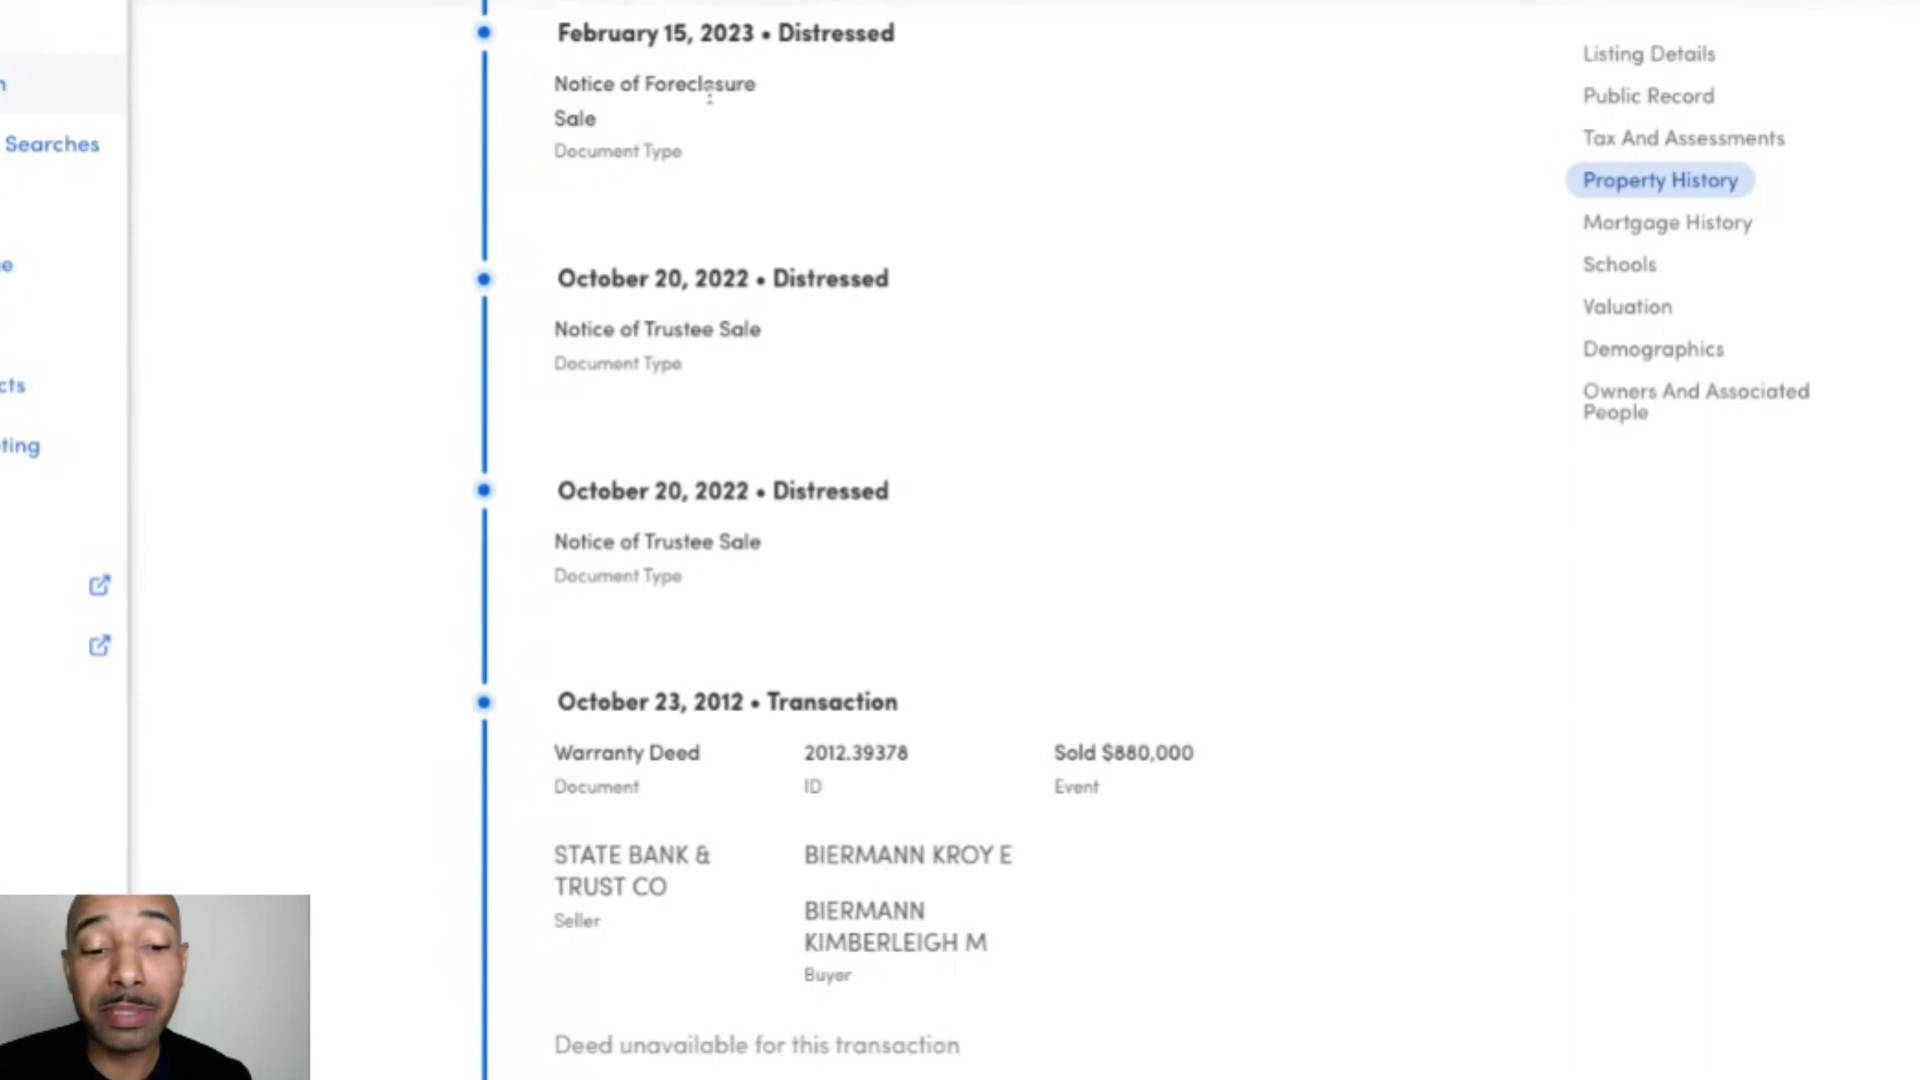 February 15, 2023 • Distressed
Notice of Foreclosure
Sale
Document Type
October 20, 2022 • Distressed
Notice of Trustee Sale
Document Type
October 20, 2022 • Distressed
Notice of Trustee Sale
Document Type
October 23, 2012 • Transaction
Warranty Deed
2012.39378
Sold $880,000
Document
ID
Event
STATE BANK &
TRUST CO
Seller
BIERMANN KROY E
BIERMANN
KIMBERLEIGH M
Buyer
Deed unavailable for this transaction
Listing Details
Public Record
Tax And Assessments
Property History
Mortgage History
Schools
Valuation
Demographics
Owners And Associated
People
Searches